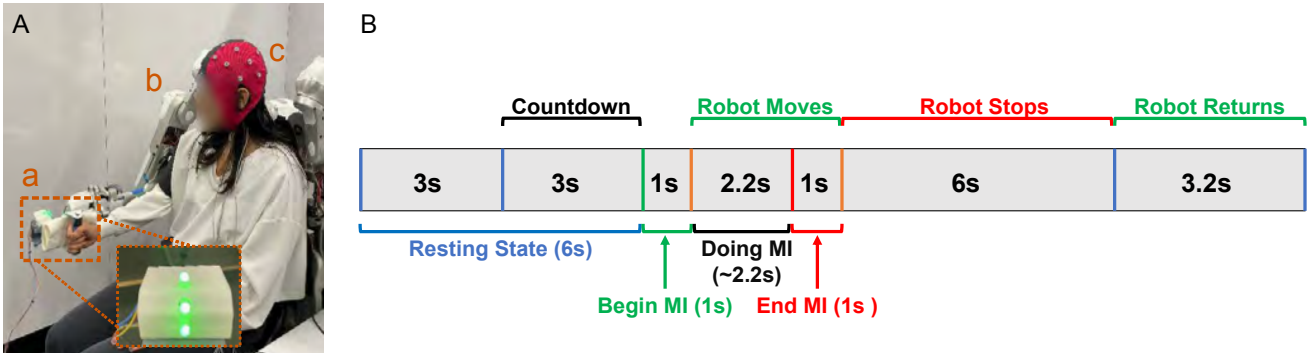 A
a
b
c
B
Countdown
Robot Moves
Robot Stops
Robot Returns
3s
3s
1s
2.2s
1s
6s
3.2s
Resting State (6s)
Doing MI
(~2.2s)
Begin MI (1s)
End MI (1s )